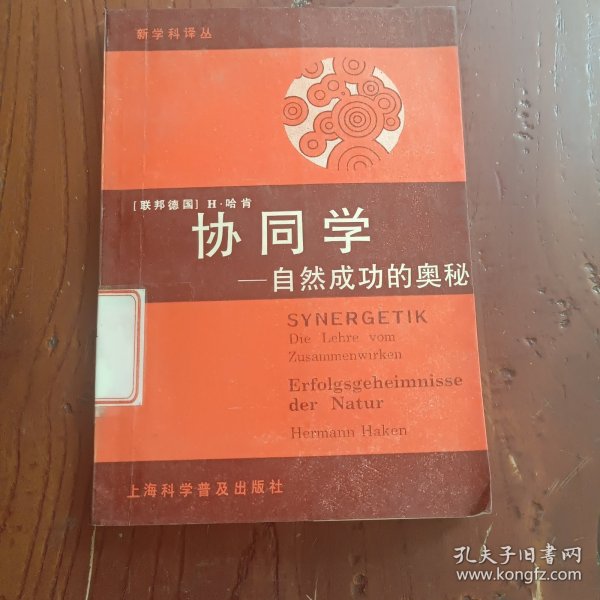 新学科译丛
[联邦德国] H·哈肯
协同学
—自然成功的奥秘
SYNERGETIK
Die Lehre vom
Zusammenwirken
Erfolgsgeheimnisse
der Natur
Hermann Haken
上海科学普及出版社
孔夫子旧书网
www.kongfz.com